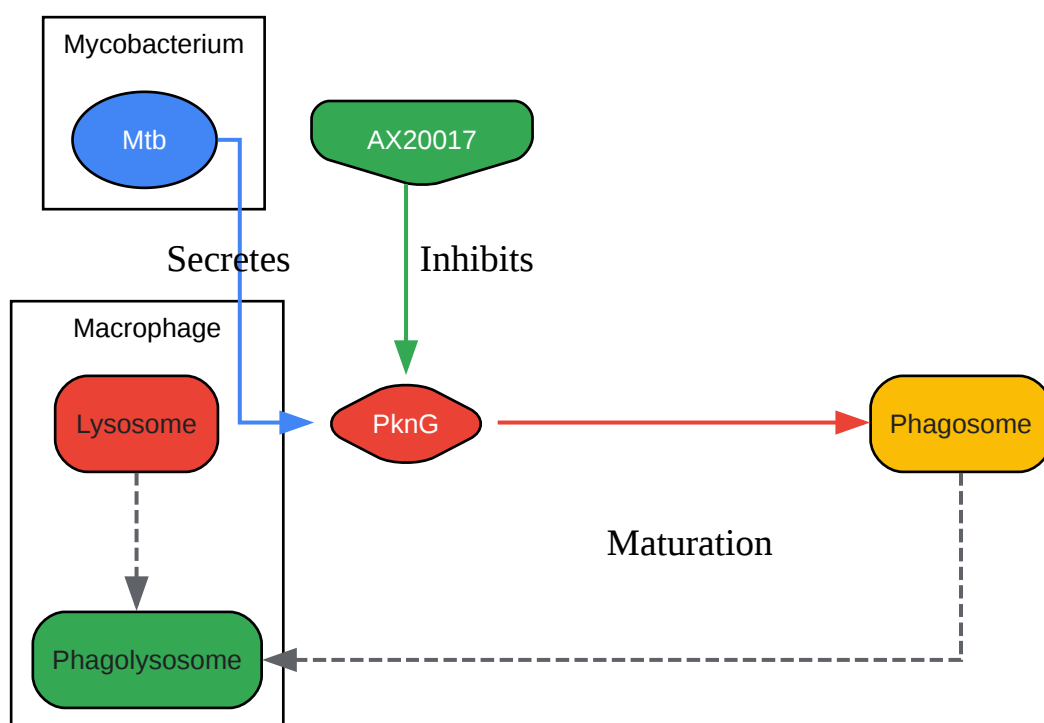 Mycobacterium
Mtb
AX20017
Secretes
Inhibits
Macrophage
Lysosome
PknG
Phagosome
Maturation
Phagolysosome